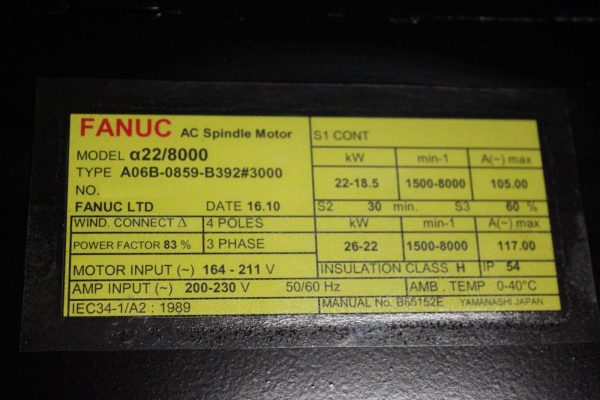 FANUC AC Spindle Motor
MODEL α22/8000
TYPE A06B-0859-B392#3000
NO.
FANUC LTD DATE 16.10
WIND. CONNECT Δ 4 POLES
POWER FACTOR 83 % 3 PHASE
MOTOR INPUT (~) 164 - 211 V
AMP INPUT (~) 200-230 V 50/60 Hz
IEC34-1/A2 : 1989
S1 CONT
kW min-1 A(~) max
22-18.5 1500-8000 105.00
S2 30 min. S3 60 %
kW min-1 A(~) max
26-22 1500-8000 117.00
INSULATION CLASS H IP 54
AMB . TEMP 0-40°C
MANUAL No. B65152E YAMANASHI JAPAN